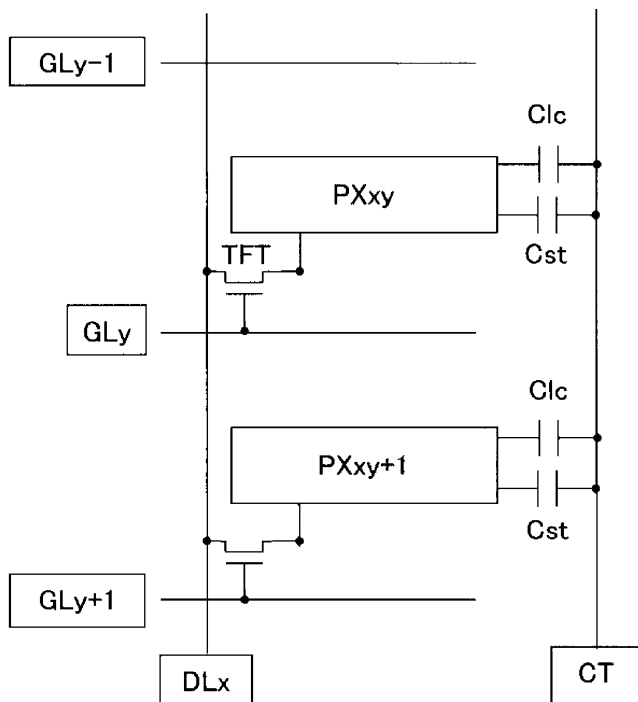 GLy-1
Clc
PXxy
Cst
TFT
GLy
Clc
PXxy+1
Cst
GLy+1
DLx
CT